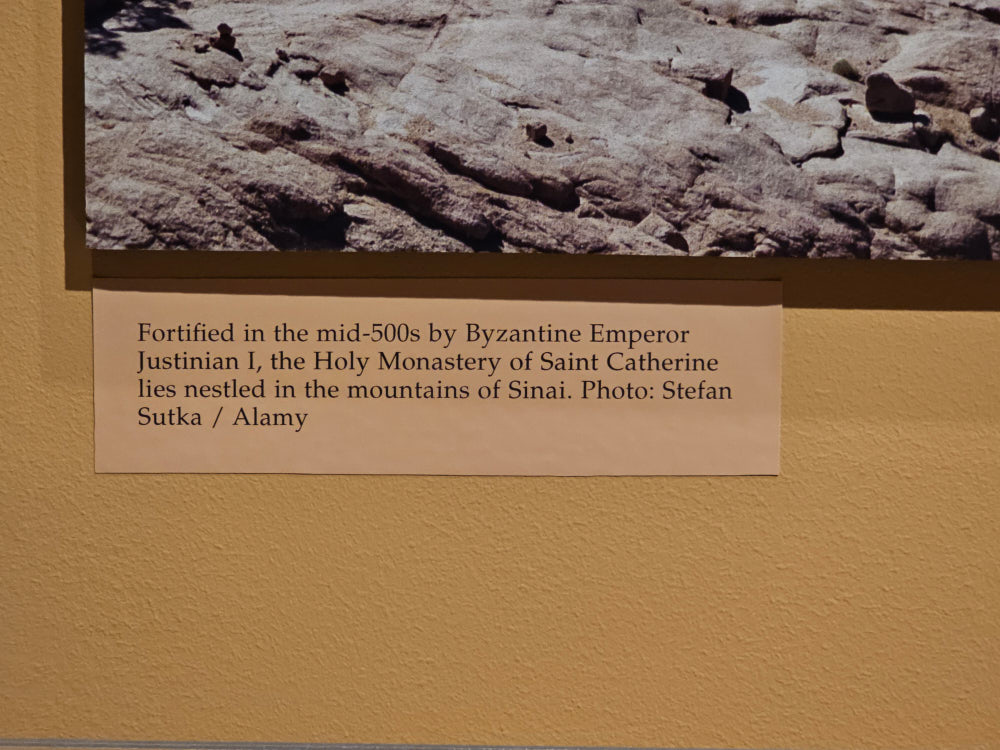 Fortified in the mid-500s by Byzantine Emperor
Justinian I, the Holy Monastery of Saint Catherine
lies nestled in the mountains of Sinai. Photo: Stefan
Sutka / Alamy